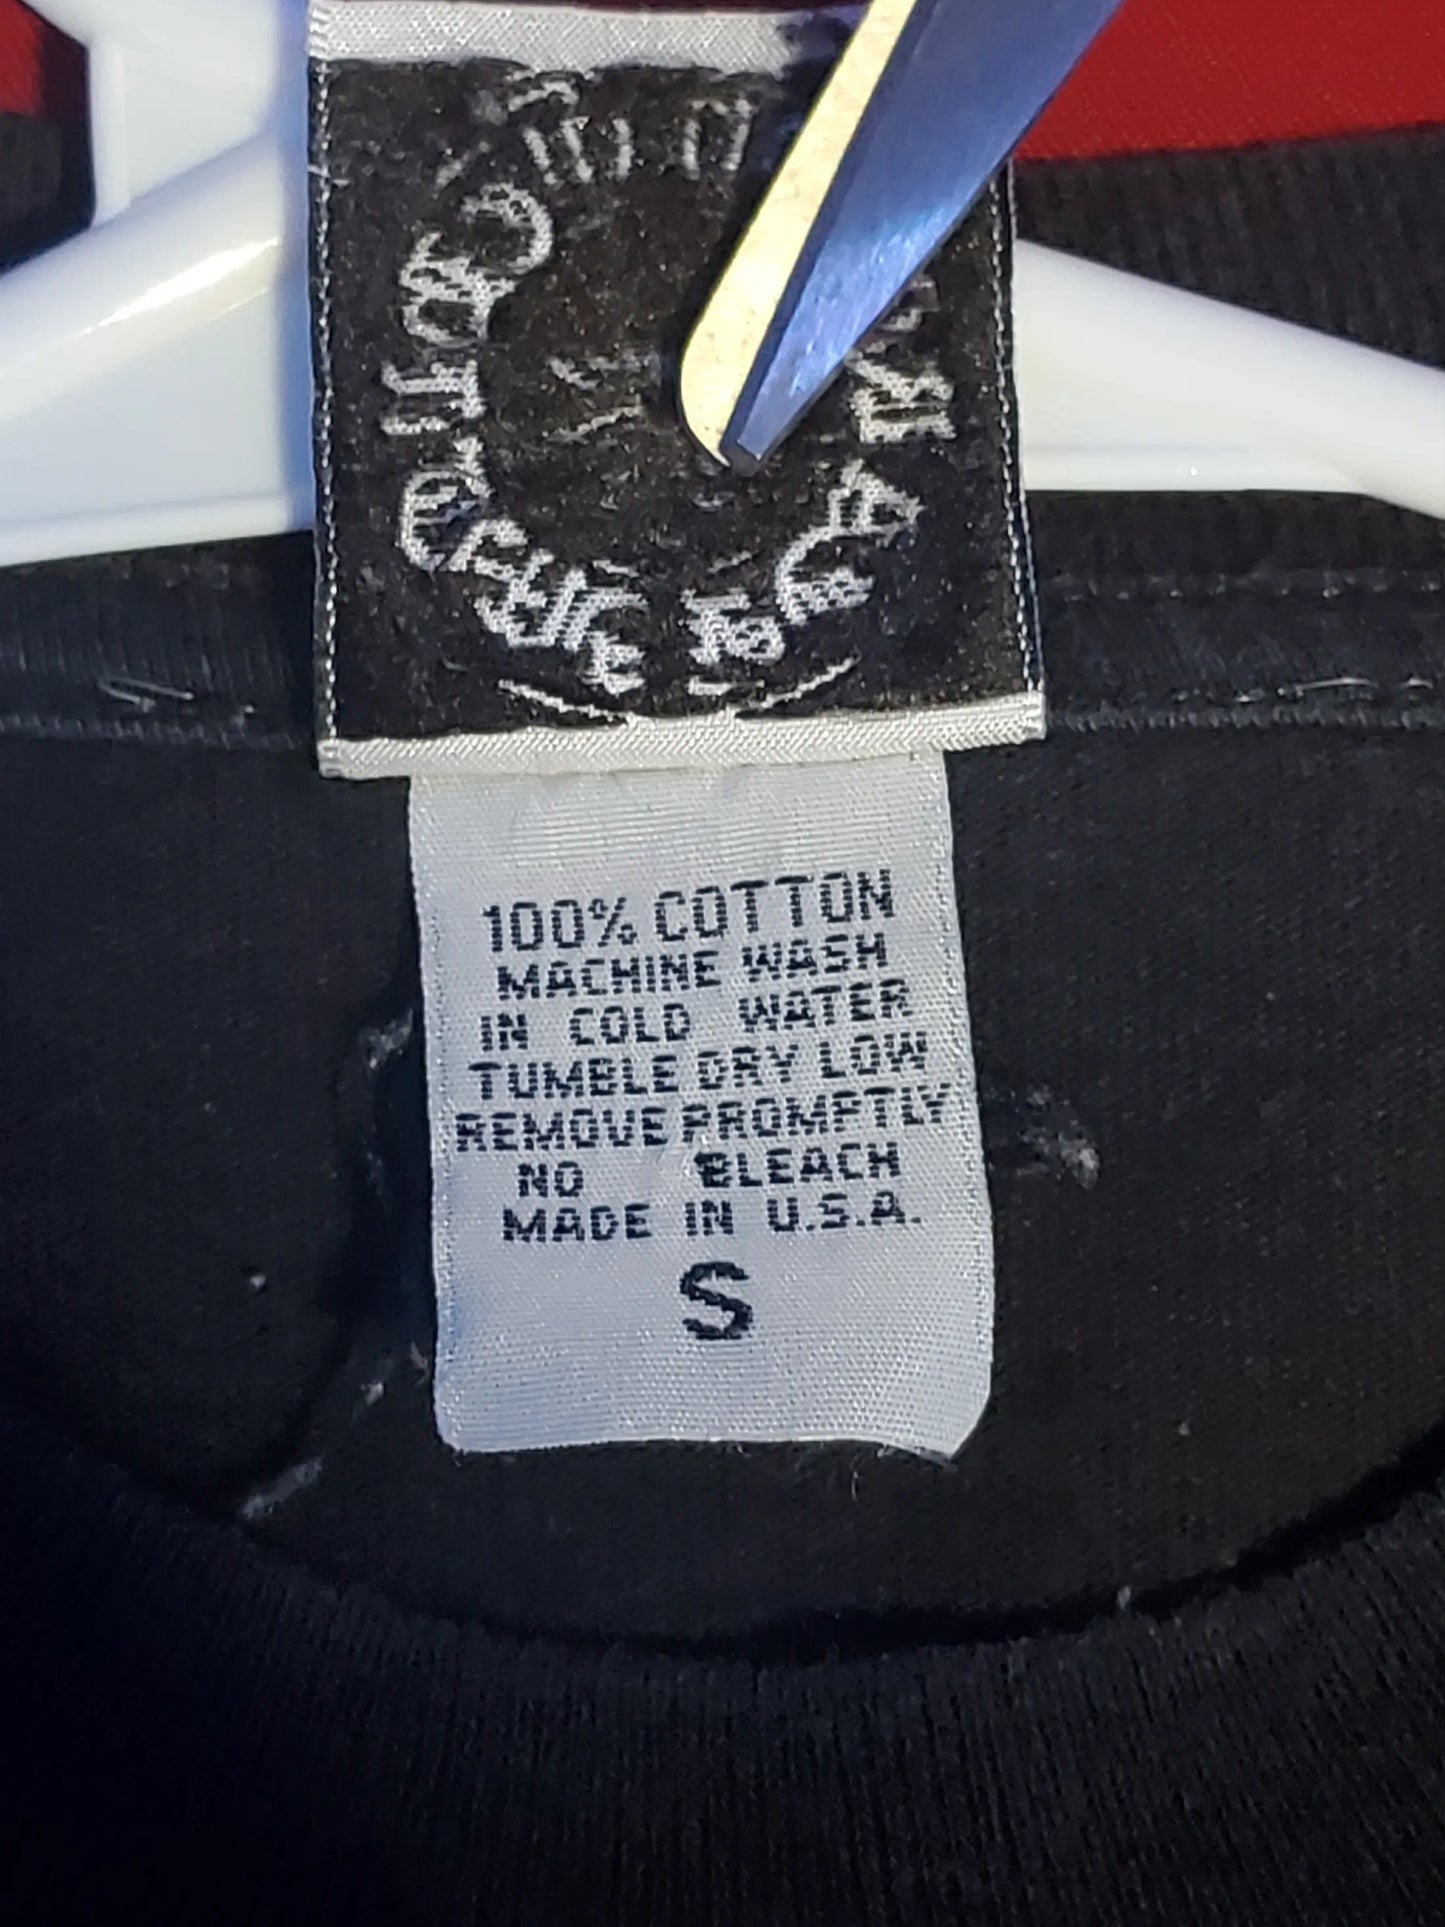 100% COTTON
MACHINE WASH
IN COLD WATER
TUMBLE DRY LOW
REMOVE PROMPTLY
NO BLEACH
MADE IN U.S.A.
S